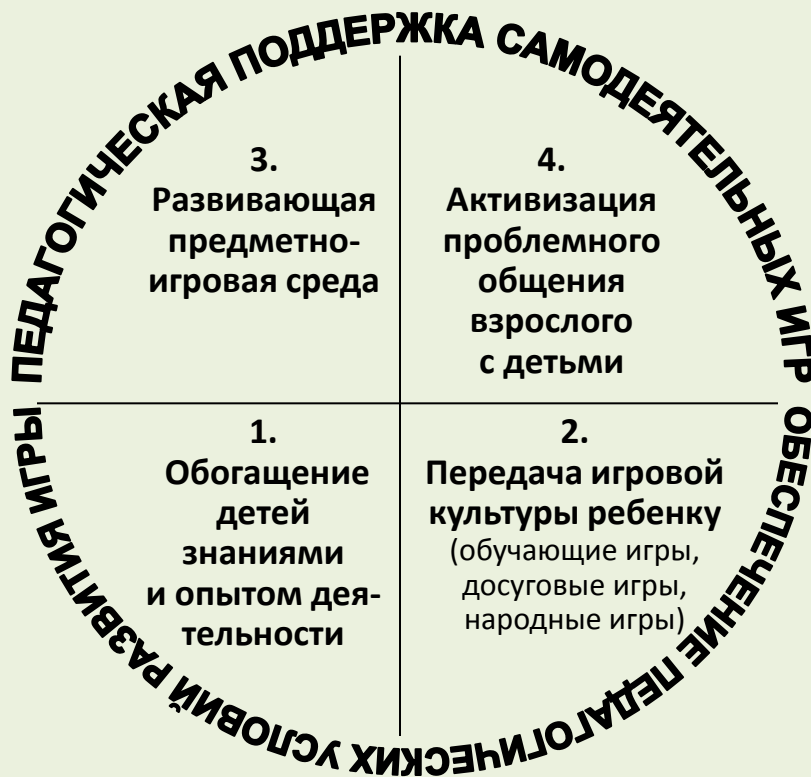 ПЕДАГОГИЧЕСКАЯ ПОДДЕРЖКА САМОДЕЯТЕЛЬНЫХ ИГР
3.
Развивающая
предметно-
игровая среда
4.
Активизация
проблемного
общения
взрослого
с детьми
1.
Обогащение
детей
знаниями
и опытом дея-
тельности
2.
Передача игровой
культуры ребенку
(обучающие игры,
досуговые игры,
народные игры)
ОБЕСПЕЧЕНИЕ ПЕДАГОГИЧЕСКИХ УСЛОВИЙ РАЗВИТИЯ ИГРЫ